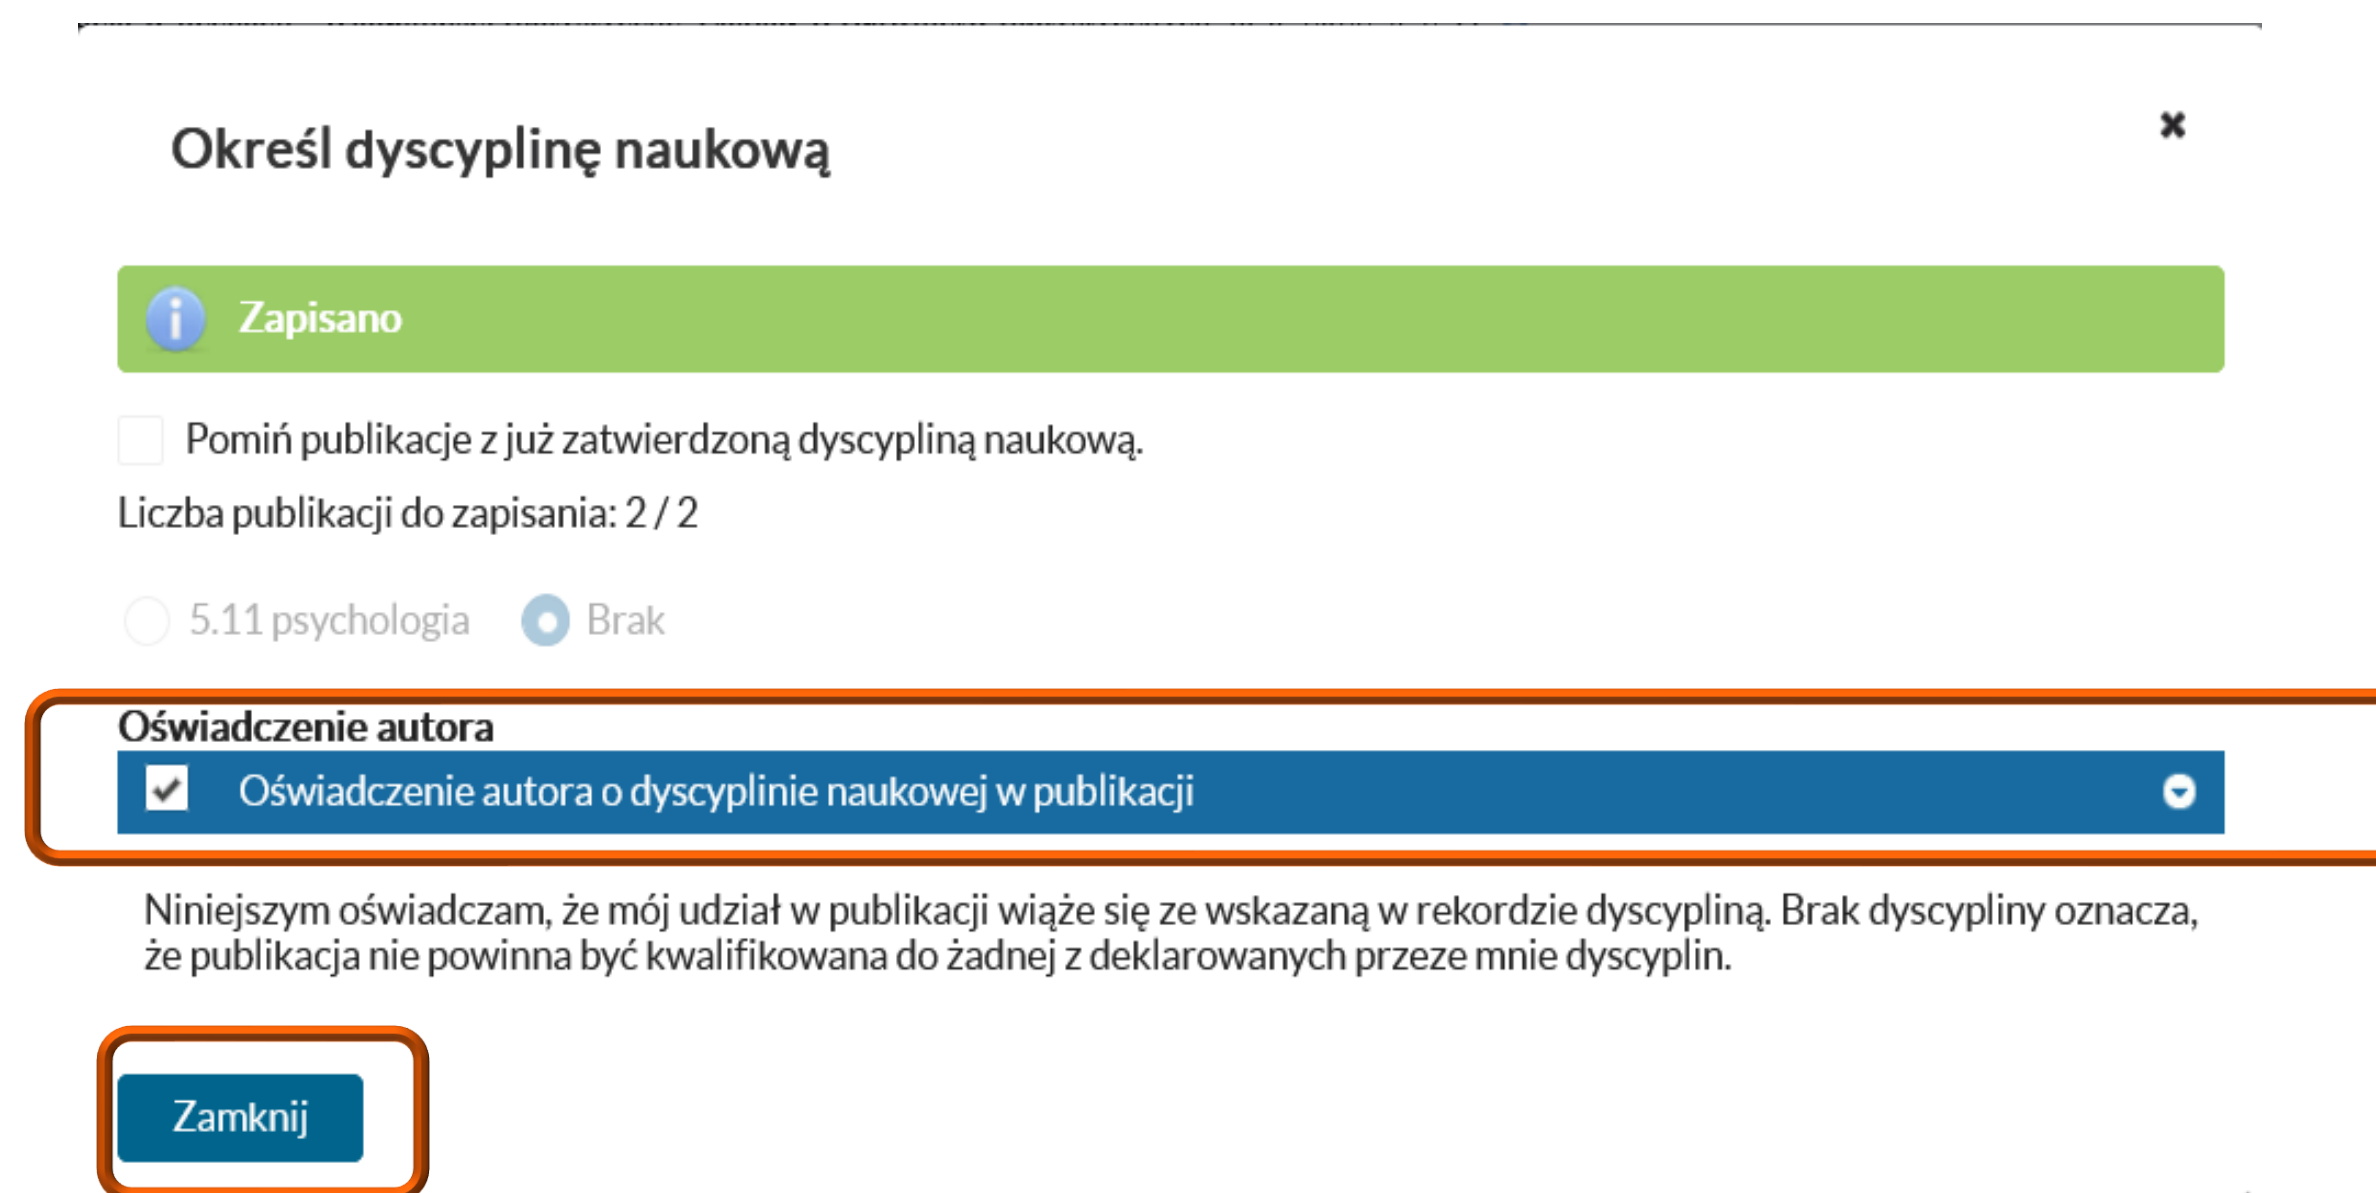 Określ dyscyplinę naukową
Zapisano
Pomiń publikacje z już zatwierdzoną dyscypliną naukową.
Liczba publikacji do zapisania: 2 / 2
5.11 psychologia Brak
Oświadczenie autora
Oświadczenie autora o dyscyplinie naukowej w publikacji
Niniejszym oświadczam, że mój udział w publikacji wiąże się ze wskazaną w rekordzie dyscypliną. Brak dyscypliny oznacza,
że publikacja nie powinna być kwalifikowana do żadnej z deklarowanych przeze mnie dyscyplin.
Zamknij